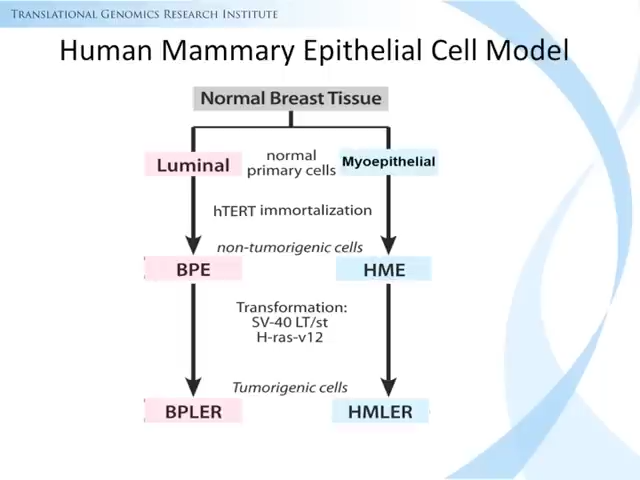 TRANSLATIONAL GENOMICS RESEARCH INSTITUTE
Human Mammary Epithelial Cell Model
Normal Breast Tissue
Luminal
normal
primary cells
Myoepithelial
hTERT immortalization
non-tumorigenic cells
BPE
HME
Transformation:
SV-40 LT/st
H-ras-v12
Tumorigenic cells
BPLER
HMLER